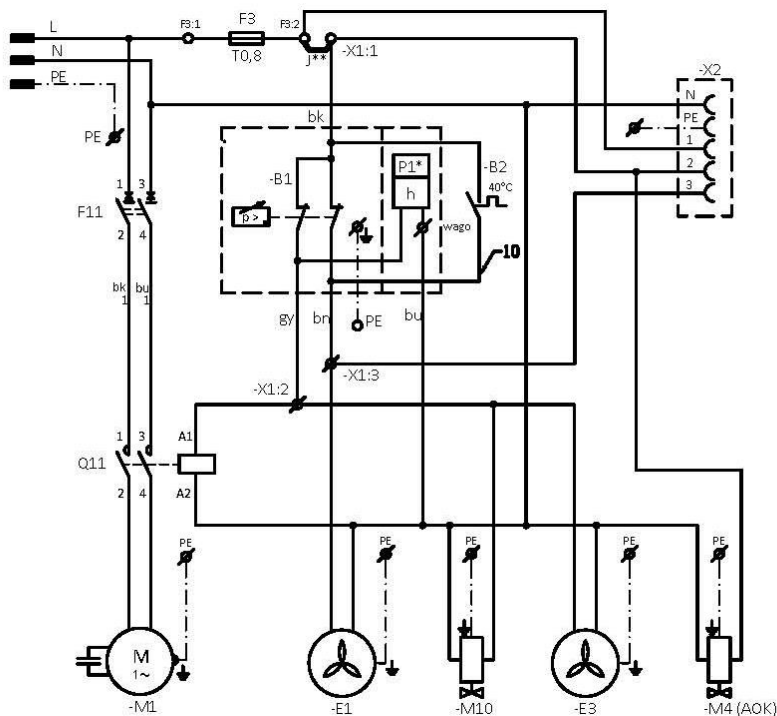 L
F3:1
F3
F3:2
T0,8
J**
-X1:1
N
PE
-X2
N
PE
1
2
3
PE
bk
-B1
P1*
h
-B2
40°C
p >
wago
10
1
3
F11
2
4
bk
1
bu
1
gy
bn
PE
bu
-X1:3
-X1:2
1
3
A1
Q11
2
4
A2
PE
PE
PE
PE
PE
M
1~
-M1
-E1
-M10
-E3
-M4 (AOK)